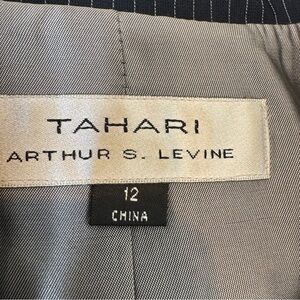 TAHARI
ARTHUR S. LEVINE
12
CHINA